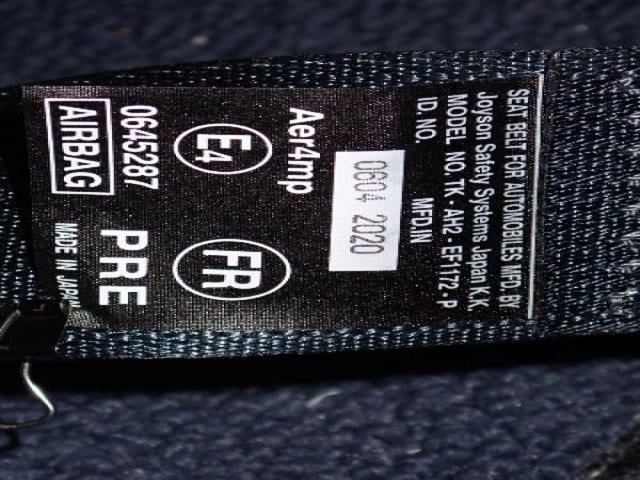 SEAT BELT FOR AUTOMOBILES MFD. BY
Joyson Safety Systems Japan K.K.
MODEL NO. TK - AH2 - EF1172 - P
I.D. NO. MFD.IN
0604 2020
Aer4mp
E4 FR
0645287
PRE
AIRBAG
MADE IN JAPAN